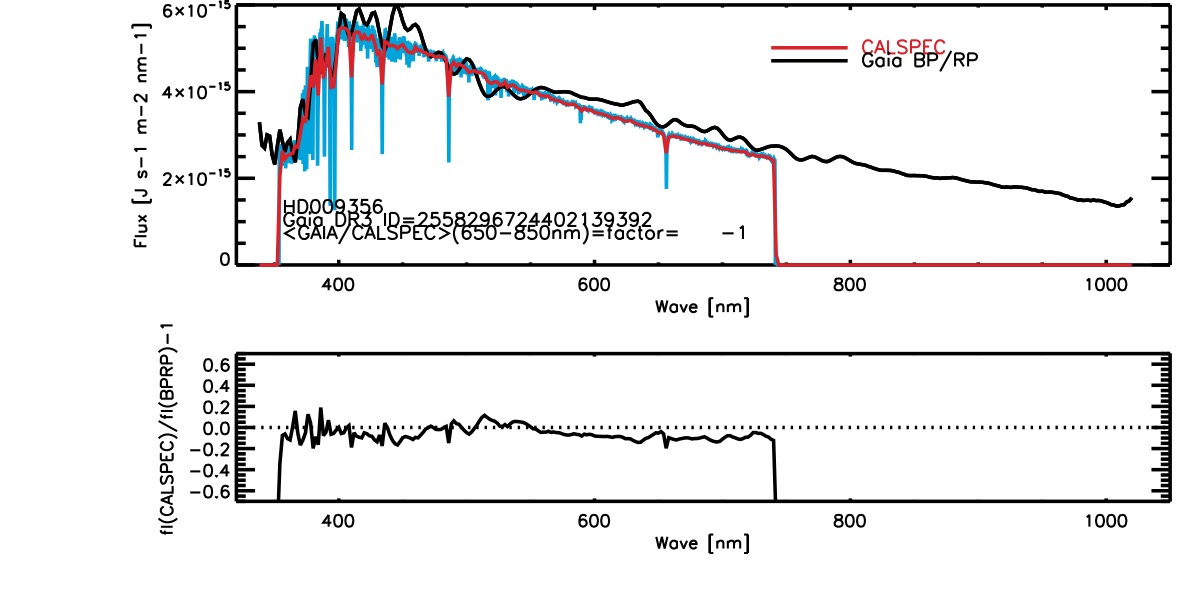 6×10−15
4×10−15
2×10−15
0
Flux [J s−1 m−2 nm−1]
CALSPEC
Gaia BP/RP
HD009356
Gaia DR3 ID=2558296724402139392
<GAIA/CALSPEC>(650−850nm)=factor= −1
400 600 800 1000
Wave [nm]
fl(CALSPEC)/fl(BPRP)−1
0.6
0.4
0.2
0.0
−0.2
−0.4
−0.6
400 600 800 1000
Wave [nm]